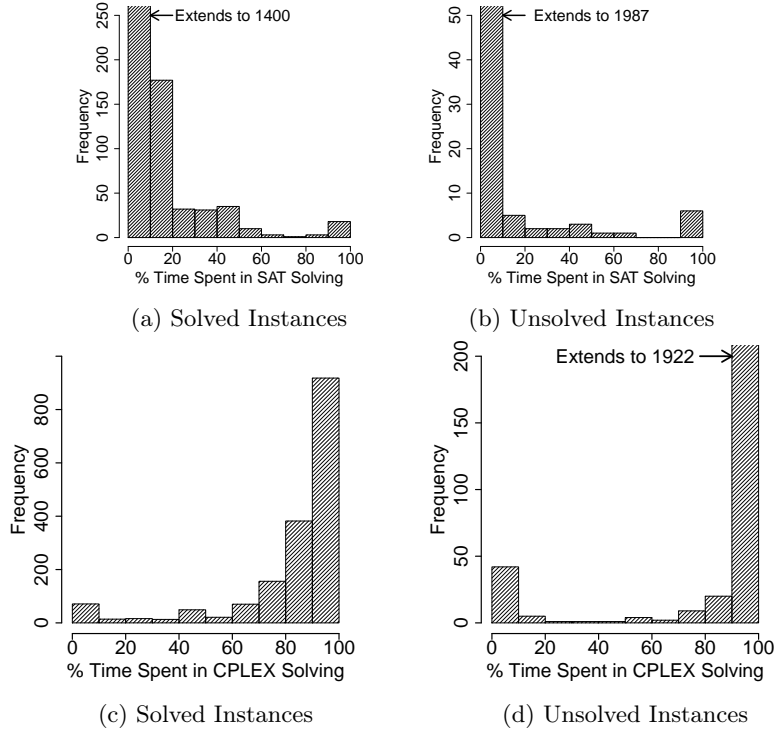 250
200
150
100
50
0
Frequency
Extends to 1400
0 20 40 60 80 100
% Time Spent in SAT Solving
(a) Solved Instances
50
40
30
20
10
0
Frequency
Extends to 1987
0 20 40 60 80 100
% Time Spent in SAT Solving
(b) Unsolved Instances
800
600
400
200
0
Frequency
0 20 40 60 80 100
% Time Spent in CPLEX Solving
(c) Solved Instances
200
150
100
50
0
Frequency
Extends to 1922
0 20 40 60 80 100
% Time Spent in CPLEX Solving
(d) Unsolved Instances